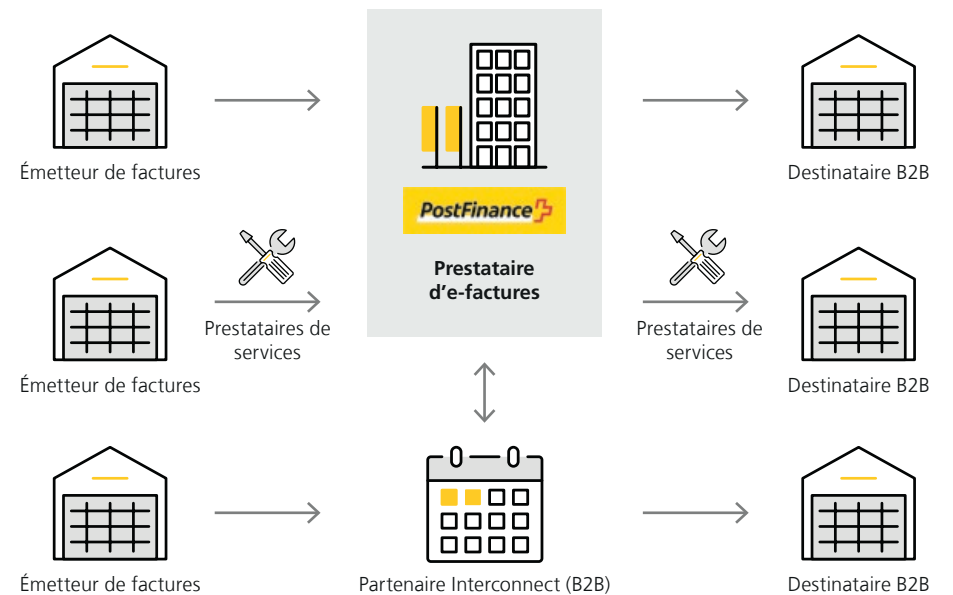 Émetteur de factures
PostFinance
Destinataire B2B
Prestataire
d'e-factures
Prestataires de
services
Prestataires de
services
Émetteur de factures
Destinataire B2B
Émetteur de factures
Partenaire Interconnect (B2B)
Destinataire B2B